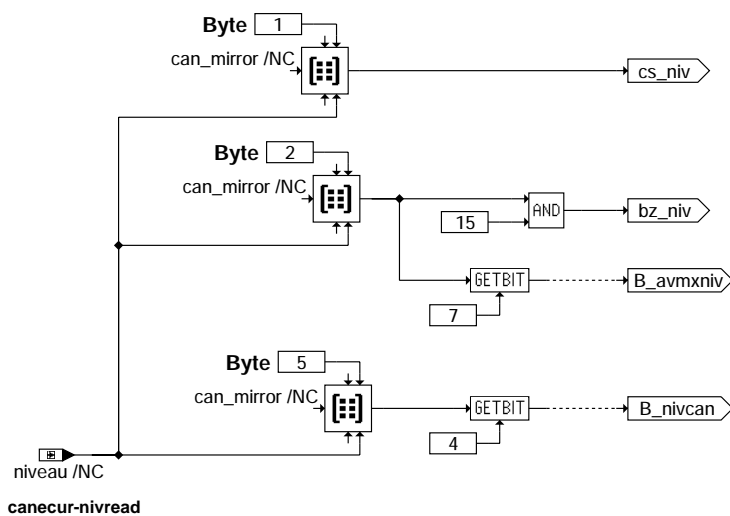 Byte 1
can_mirror /NC
cs_niv
Byte 2
can_mirror /NC
15
AND
bz_niv
GETBIT
B_avmxniv
7
Byte 5
can_mirror /NC
GETBIT
B_nivcan
4
niveau /NC
canecur-nivread